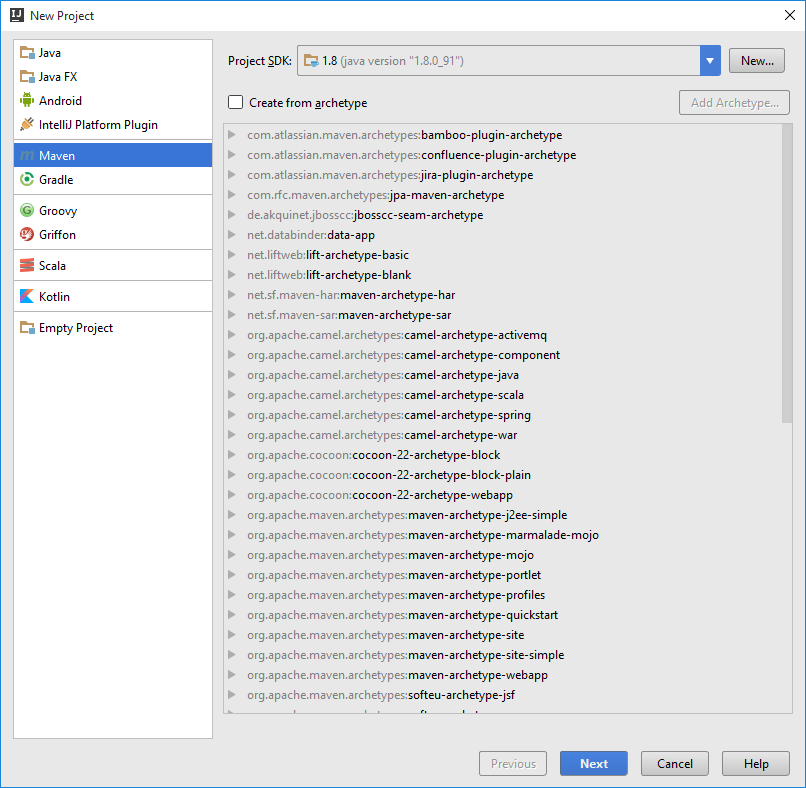 New Project
Java
Java FX
Android
IntelliJ Platform Plugin
Maven
Gradle
Groovy
Griffon
Scala
Kotlin
Empty Project
Project SDK: 1.8 (java version "1.8.0_91") New...
Create from archetype Add Archetype...
com.atlassian.maven.archetypes:bamboo-plugin-archetype
com.atlassian.maven.archetypes:confluence-plugin-archetype
com.atlassian.maven.archetypes:jira-plugin-archetype
com.rfc.maven.archetypes:jpa-maven-archetype
de.akquinet.jbosscc:jbosscc-seam-archetype
net.databinder:data-app
net.liftweb:lift-archetype-basic
net.liftweb:lift-archetype-blank
net.sf.maven-har:maven-archetype-har
net.sf.maven-sar:maven-archetype-sar
org.apache.camel.archetypes:camel-archetype-activemq
org.apache.camel.archetypes:camel-archetype-component
org.apache.camel.archetypes:camel-archetype-java
org.apache.camel.archetypes:camel-archetype-scala
org.apache.camel.archetypes:camel-archetype-spring
org.apache.camel.archetypes:camel-archetype-war
org.apache.cocoon:cocoon-22-archetype-block
org.apache.cocoon:cocoon-22-archetype-block-plain
org.apache.cocoon:cocoon-22-archetype-webapp
org.apache.maven.archetypes:maven-archetype-j2ee-simple
org.apache.maven.archetypes:maven-archetype-marmalade-mojo
org.apache.maven.archetypes:maven-archetype-mojo
org.apache.maven.archetypes:maven-archetype-portlet
org.apache.maven.archetypes:maven-archetype-profiles
org.apache.maven.archetypes:maven-archetype-quickstart
org.apache.maven.archetypes:maven-archetype-site
org.apache.maven.archetypes:maven-archetype-site-simple
org.apache.maven.archetypes:maven-archetype-webapp
org.apache.maven.archetypes:softeu-archetype-jsf
Previous Next Cancel Help